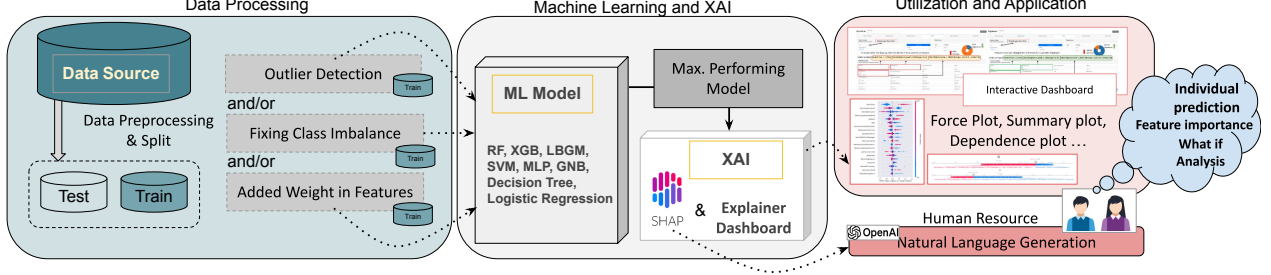 Data Processing
Machine Learning and XAI
Utilization and Application
Data Source
Data Preprocessing
& Split
Test
Train
Outlier Detection
Train
and/or
Fixing Class Imbalance
Train
and/or
Added Weight in Features
Train
ML Model
RF, XGB, LBGM,
SVM, MLP, GNB,
Decision Tree,
Logistic Regression
Max. Performing
Model
XAI
SHAP
&
Explainer
Dashboard
Interactive Dashboard
Force Plot, Summary plot,
Dependence plot ...
Individual
prediction
Feature importance
What if
Analysis
Human Resource
OpenAI
Natural Language Generation